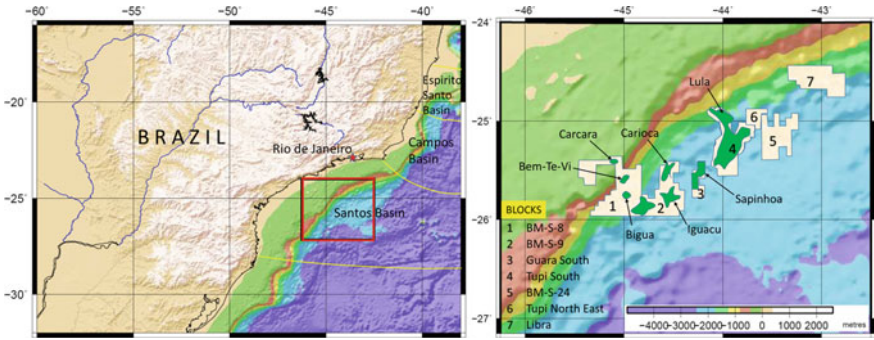 −60° −55° −50° −45° −40°
−20°
−25°
−30°
BRAZIL
Espirito
Santo
Basin
Rio de Janeiro
Campos
Basin
Santos Basin
−45° −44° −43°
−24°
−25°
−26°
−27°
Lula
7
6
5
4
Carcara
Carioca
Bem-Te-Vi
Sapinhoa
3
1
2
Bigua
Iguacu
BLOCKS
1 BM-S-8
2 BM-S-9
3 Guara South
4 Tupi South
5 BM-S-24
6 Tupi North East
7 Libra
−4000 −3000 −2000 −1000 0 1000 2000
metres